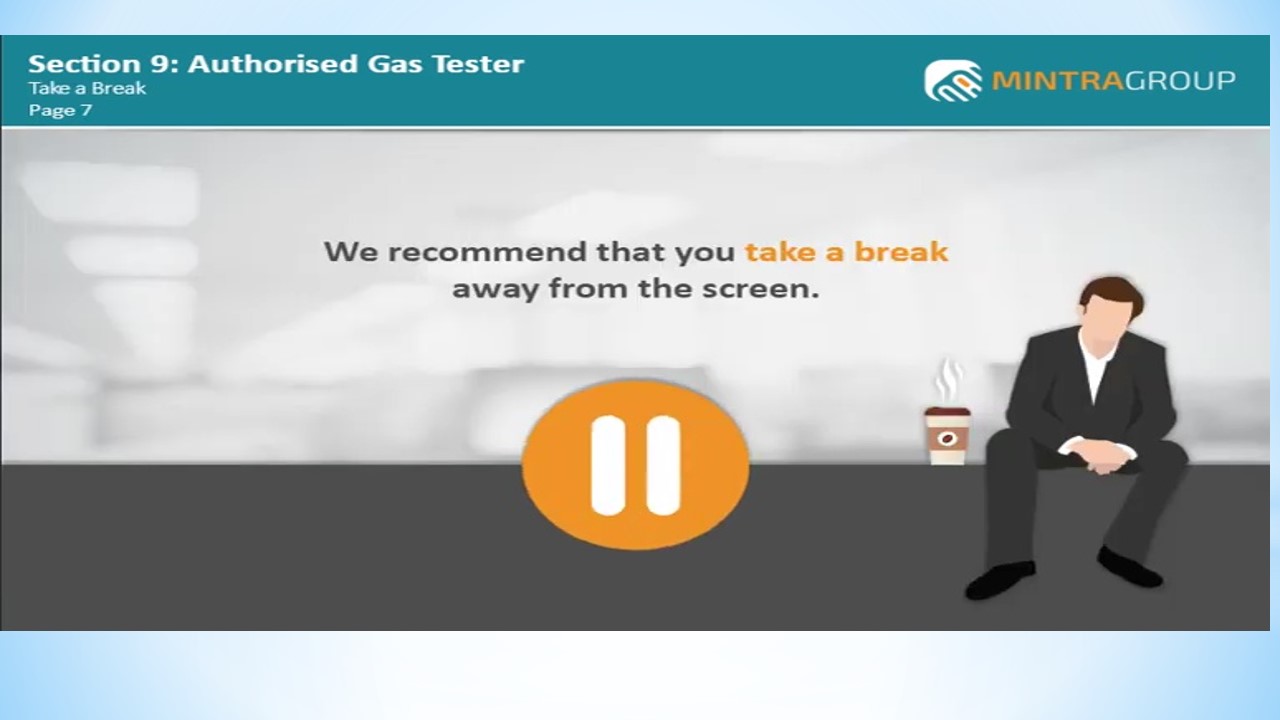 Section 9: Authorised Gas Tester
Take a Break
Page 7
MINTRAGROUP
We recommend that you take a break
away from the screen.